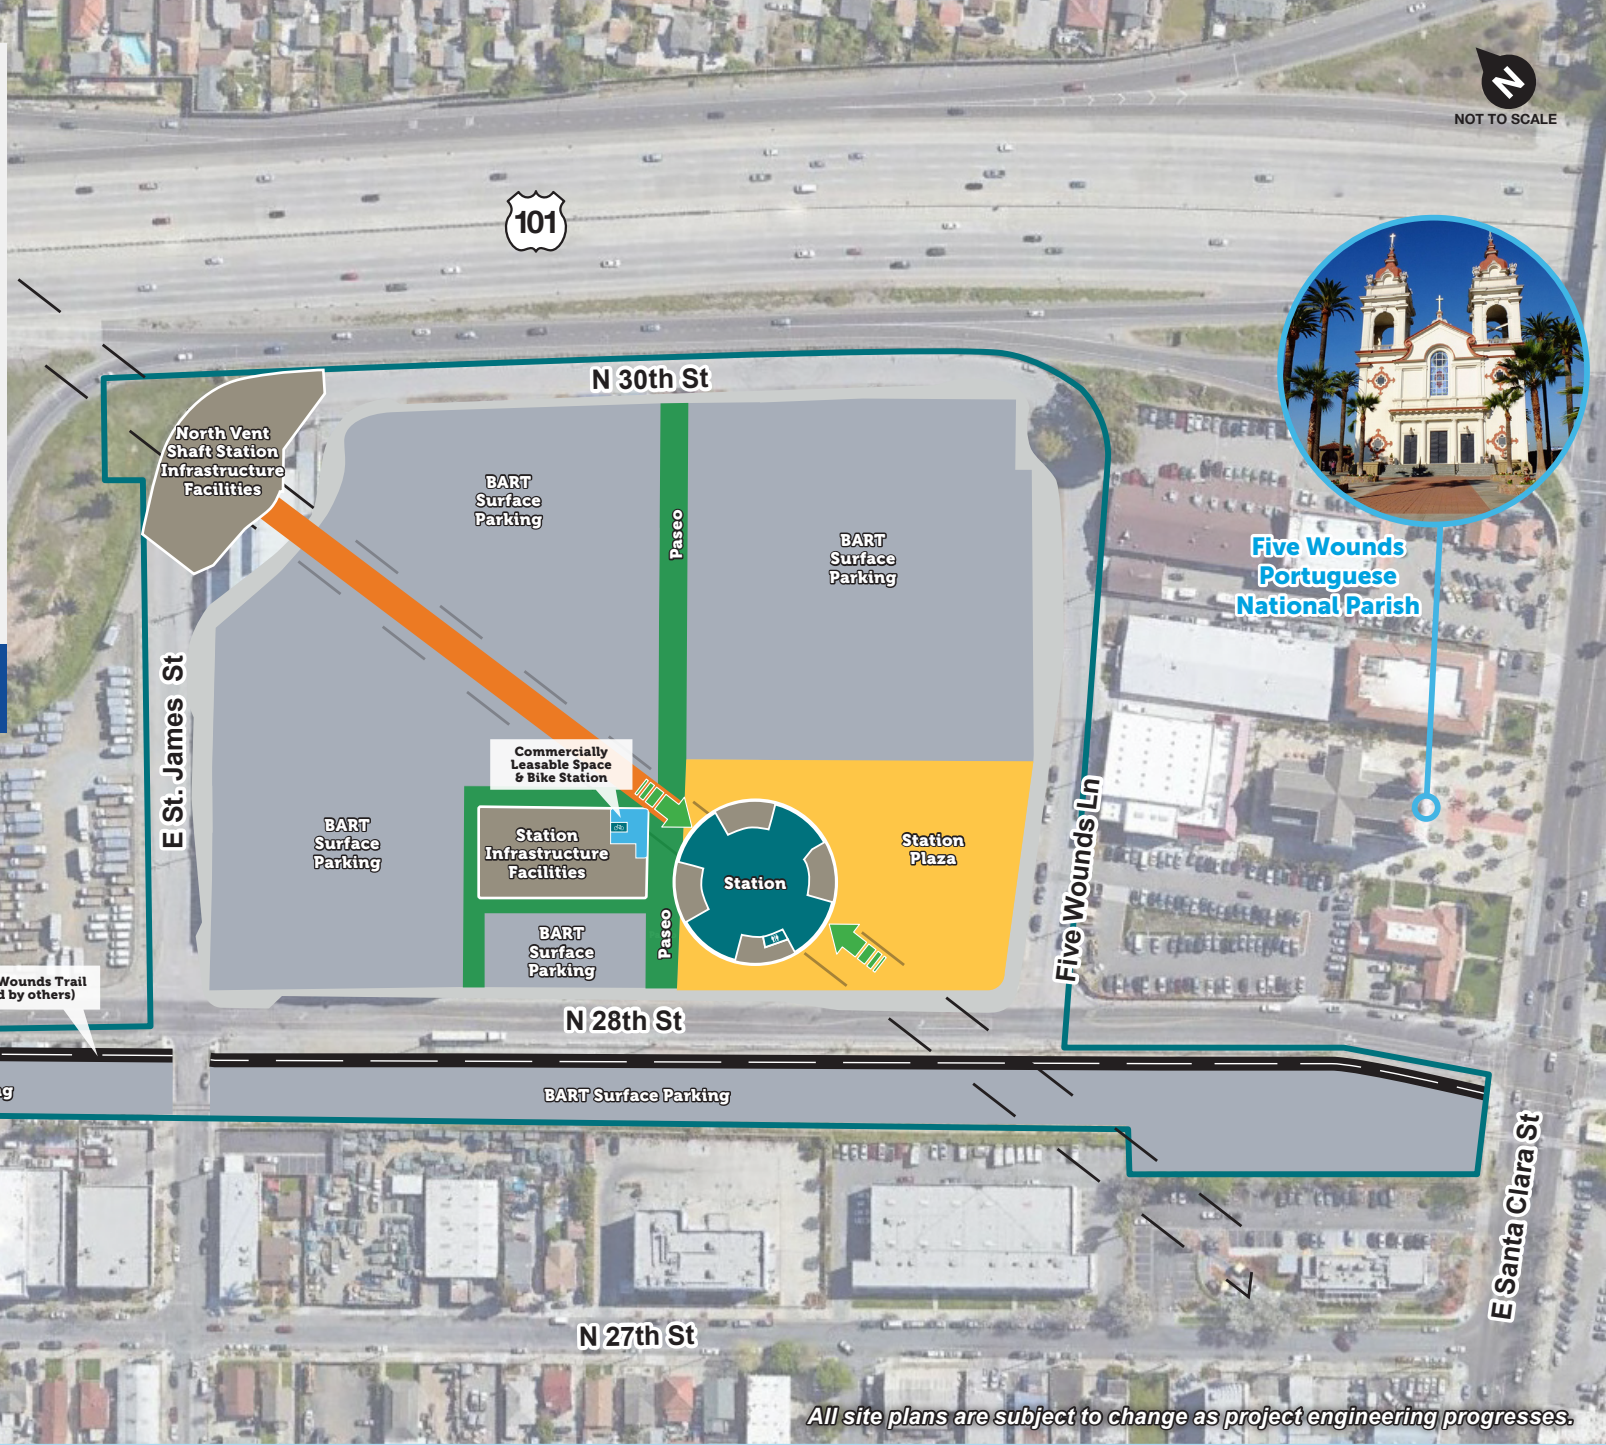 N
NOT TO SCALE
101
N 30th St
North Vent
Shaft Station
Infrastructure
Facilities
BART
Surface
Parking
Paseo
BART
Surface
Parking
Five Wounds
Portuguese
National Parish
E St. James St
Commercially
Leasable Space
& Bike Station
BART
Surface
Parking
Station
Infrastructure
Facilities
Station
Station
Plaza
Five Wounds Ln
BART
Surface
Parking
Paseo
Wounds Trail
d by others)
N 28th St
g
BART Surface Parking
E Santa Clara St
N 27th St
All site plans are subject to change as project engineering progresses.